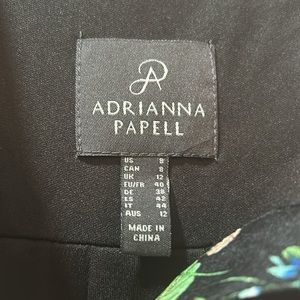 ADRIANNA
PAPELL
US 8
CAN 8
UK 12
EU/FR 40
DE 38
ES 42
IT 44
AUS 12
MADE IN
CHINA